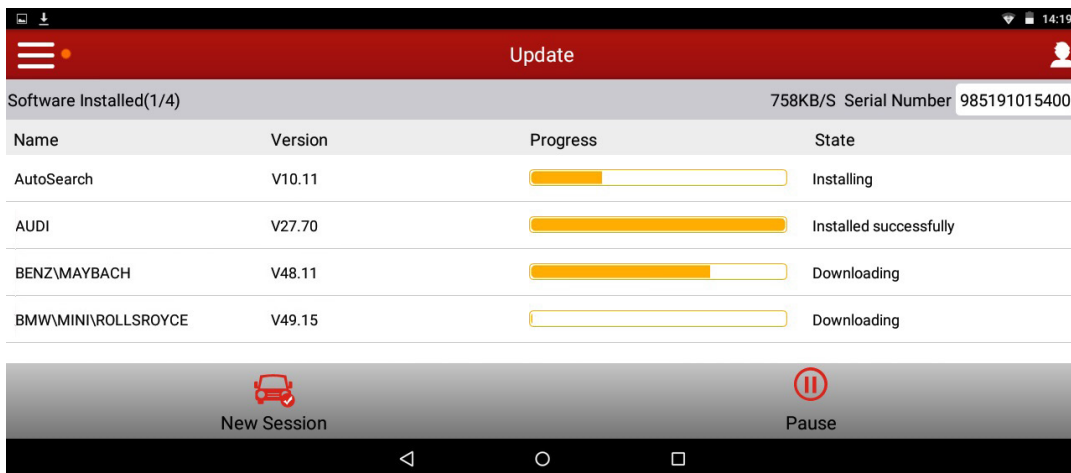 14:19
Update
Software Installed(1/4) 758KB/S Serial Number 985191015400
Name Version Progress State
AutoSearch V10.11 Installing
AUDI V27.70 Installed successfully
BENZ\MAYBACH V48.11 Downloading
BMW\MINI\ROLLSROYCE V49.15 Downloading
New Session Pause